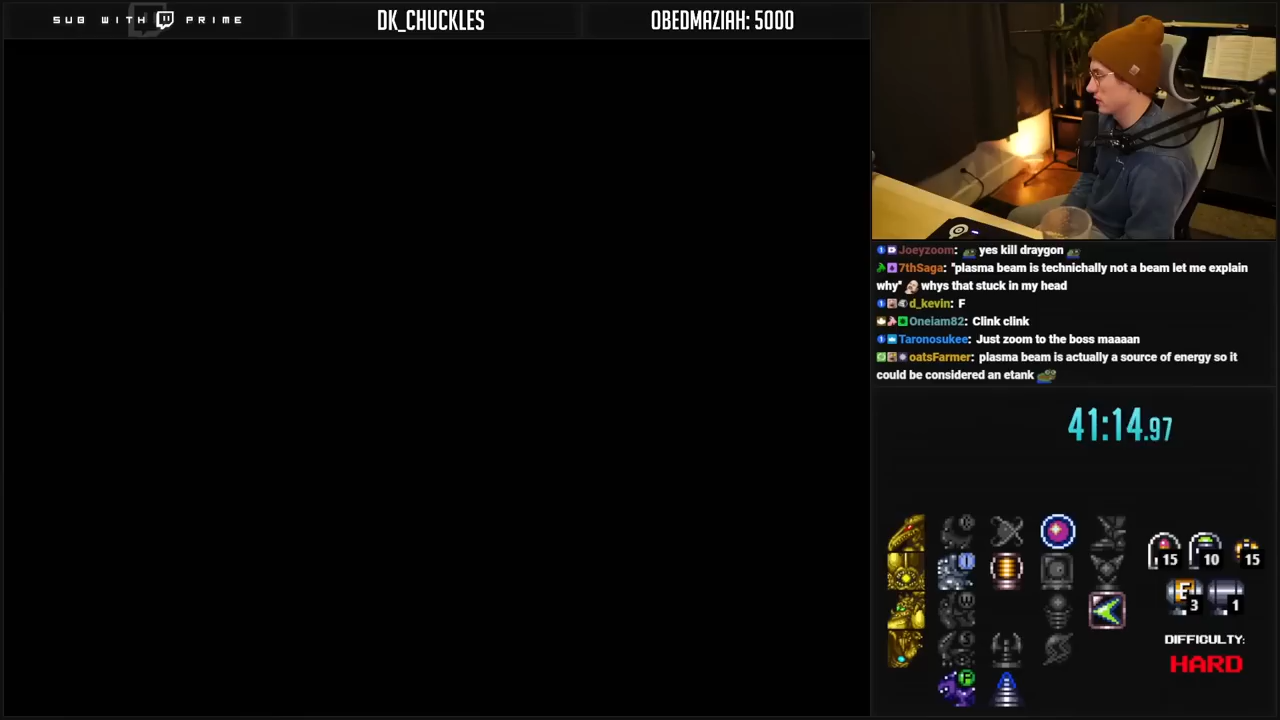 SUB WITH PRIME
DK_CHUCKLES
OBEDMAZIAH: 5000
Joeyzoom: yes kill draygon
7thSaga: "plasma beam is technichally not a beam let me explain
why" whys that stuck in my head
d_kevin: F
Oneiam82: Clink clink
Taronosukee: Just zoom to the boss maaaan
oatsFarmer: plasma beam is actually a source of energy so it
could be considered an etank
41:14.97
15 10 15
3 1
DIFFICULTY:
HARD